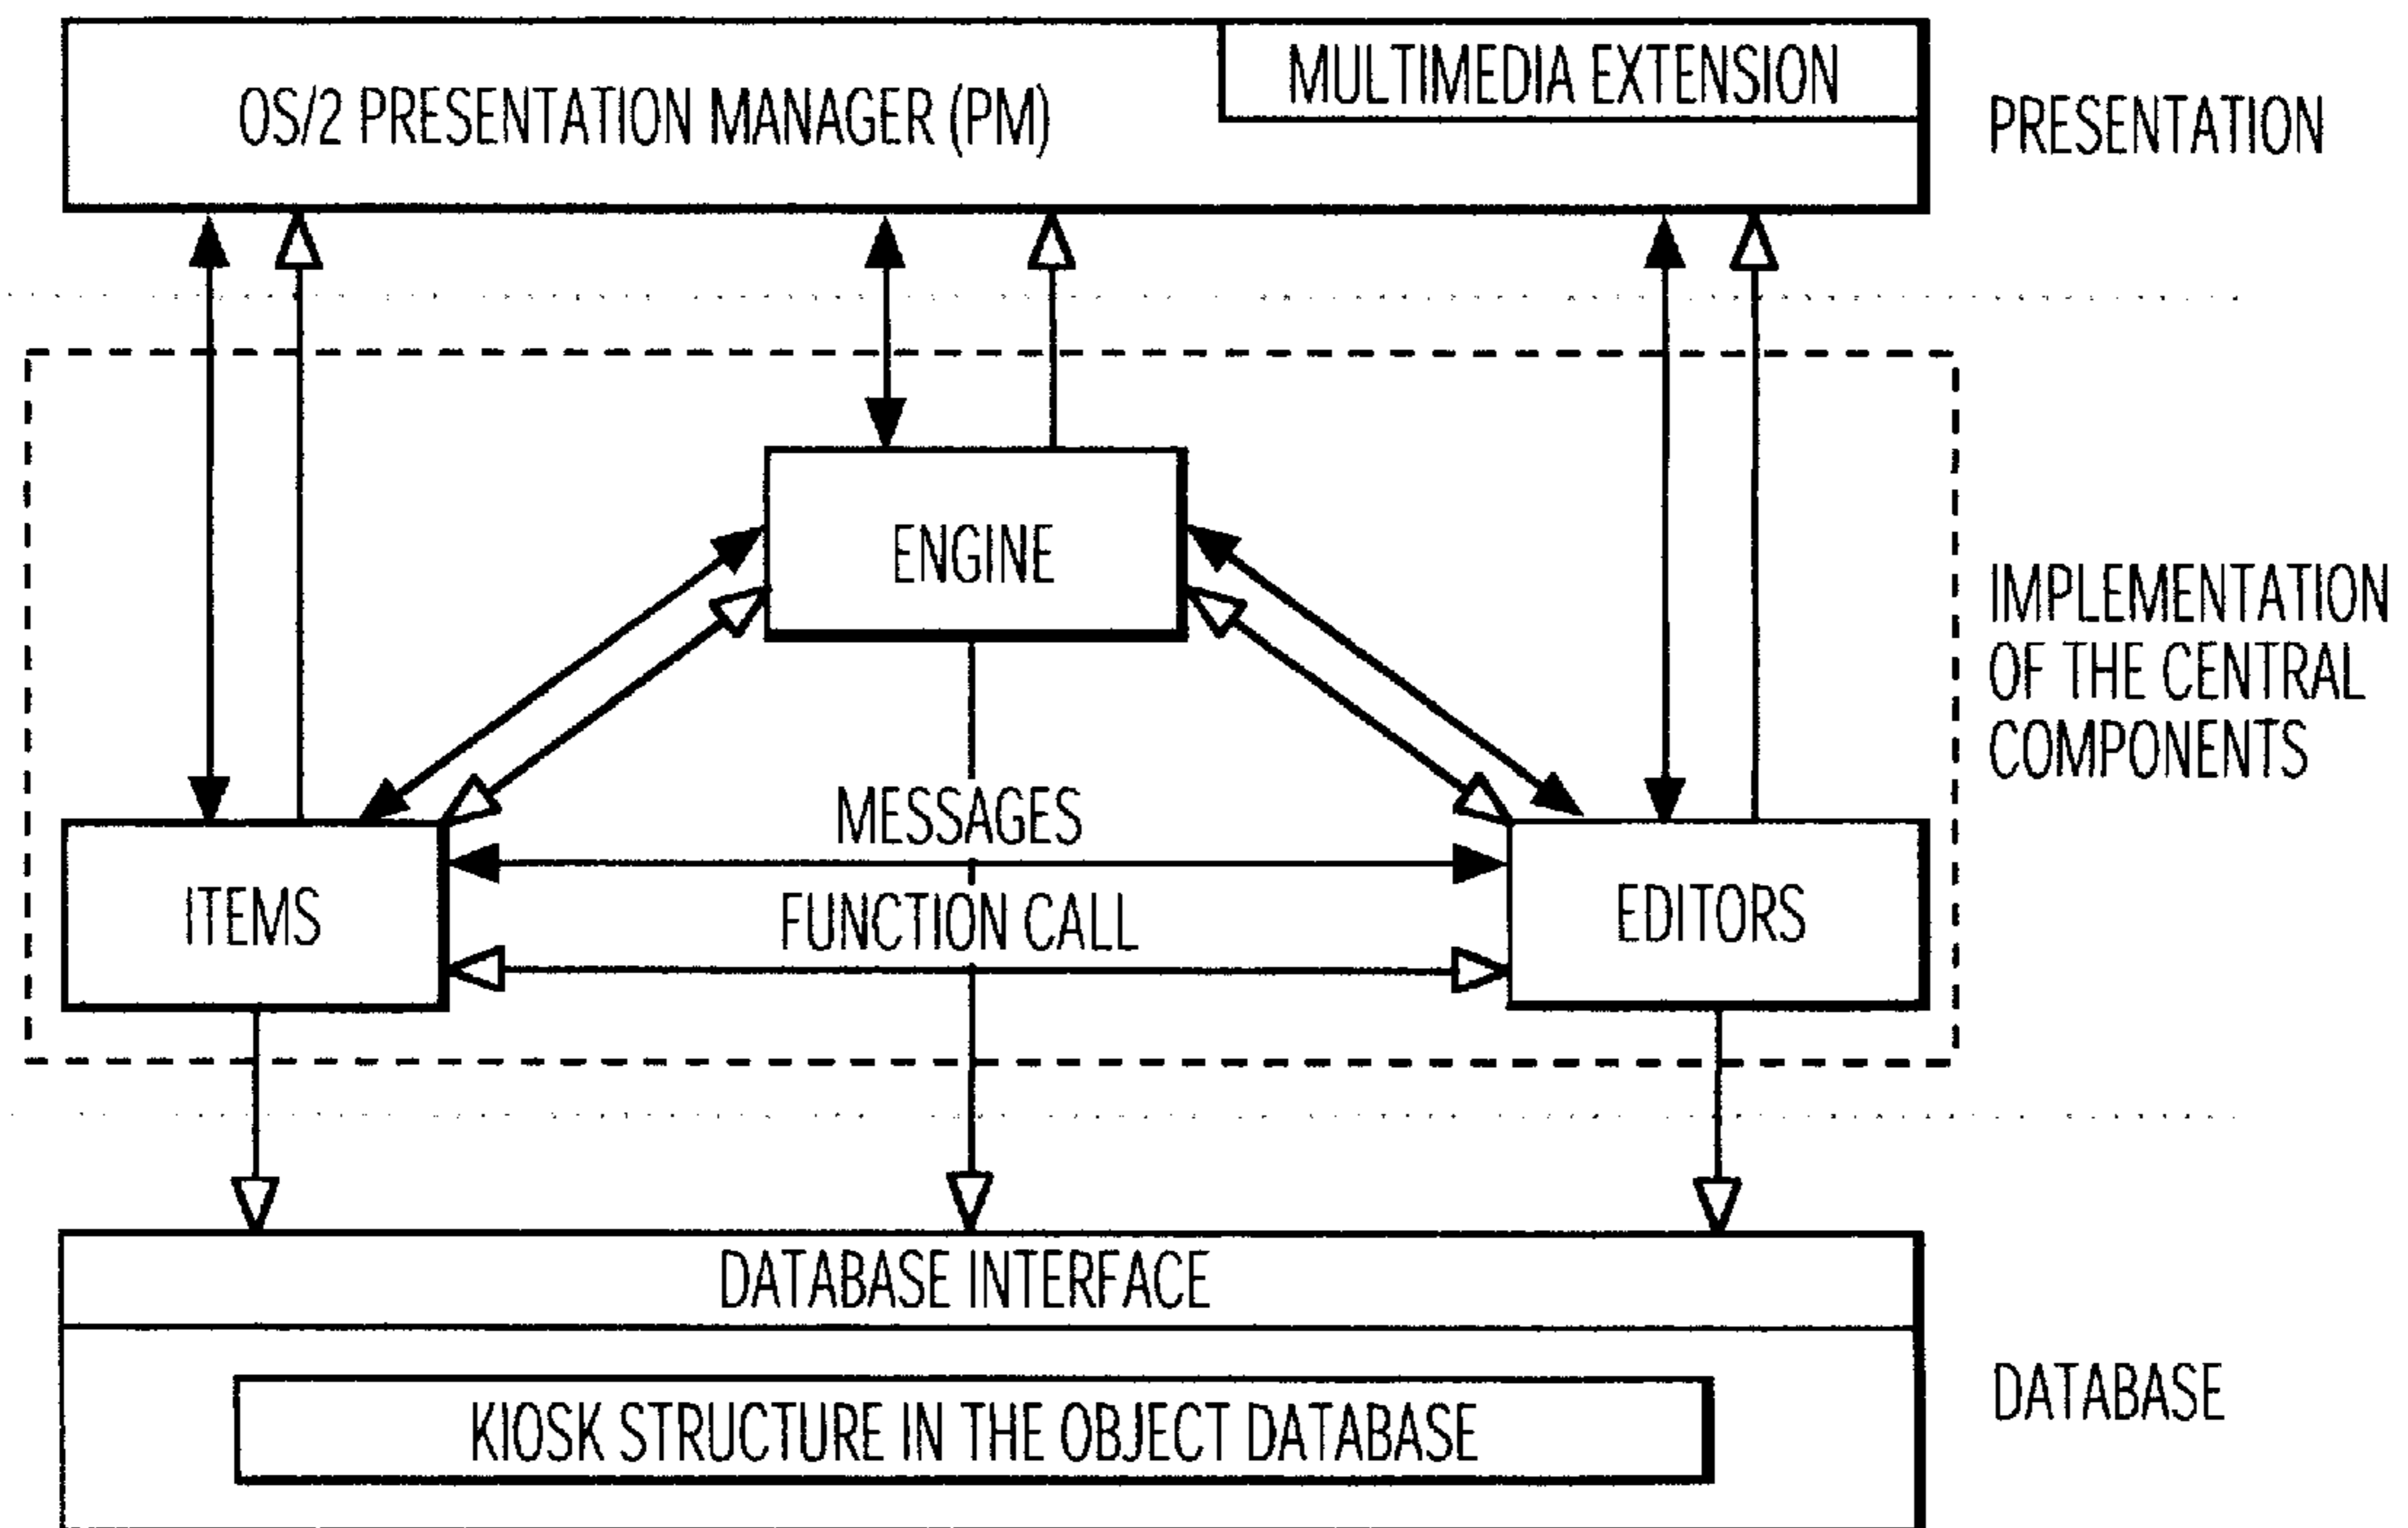 MULTIMEDIA EXTENSION
OS/2 PRESENTATION MANAGER (PM)
PRESENTATION
ENGINE
IMPLEMENTATION
OF THE CENTRAL
COMPONENTS
MESSAGES
ITEMS
FUNCTION CALL
EDITORS
DATABASE INTERFACE
DATABASE
KIOSK STRUCTURE IN THE OBJECT DATABASE